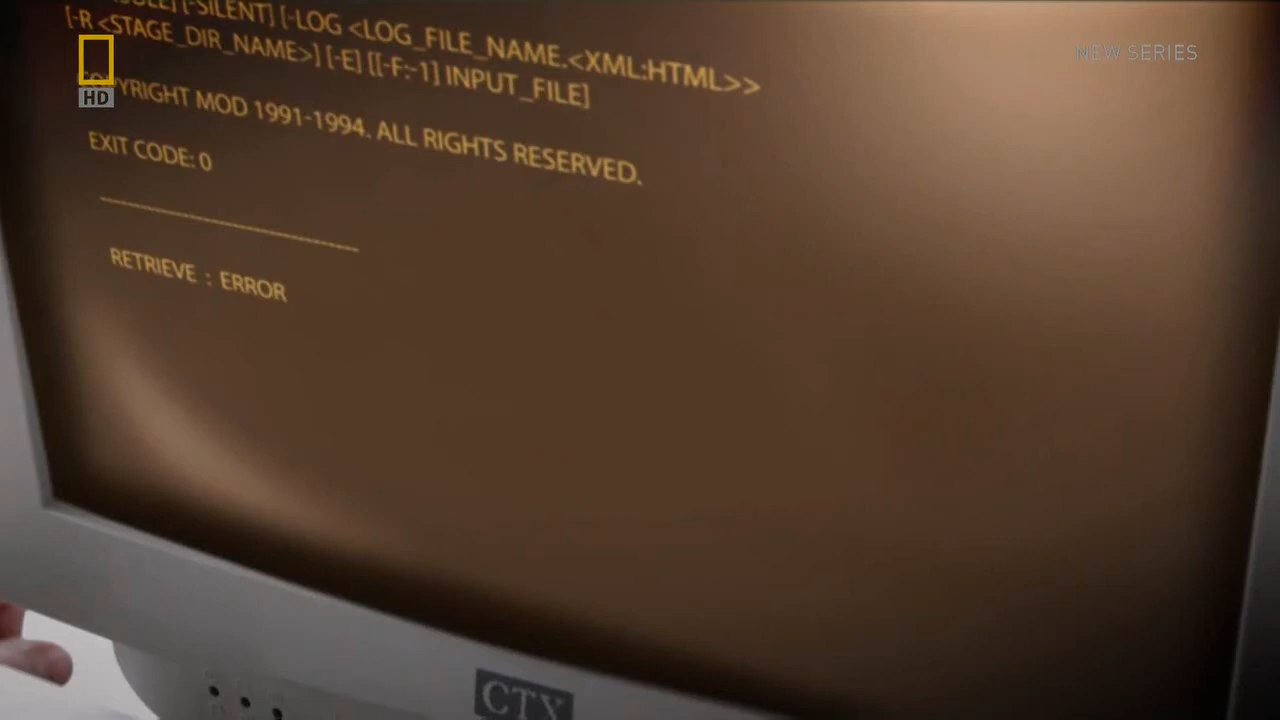 [-SILENT] [-LOG <LOG_FILE_NAME.<XML:HTML>>
[-R <STAGE_DIR_NAME>] [-E] [[-F:-1] INPUT_FILE]
COPYRIGHT MOD 1991-1994. ALL RIGHTS RESERVED.
EXIT CODE: 0
RETRIEVE : ERROR
NEW SERIES
HD
CTX